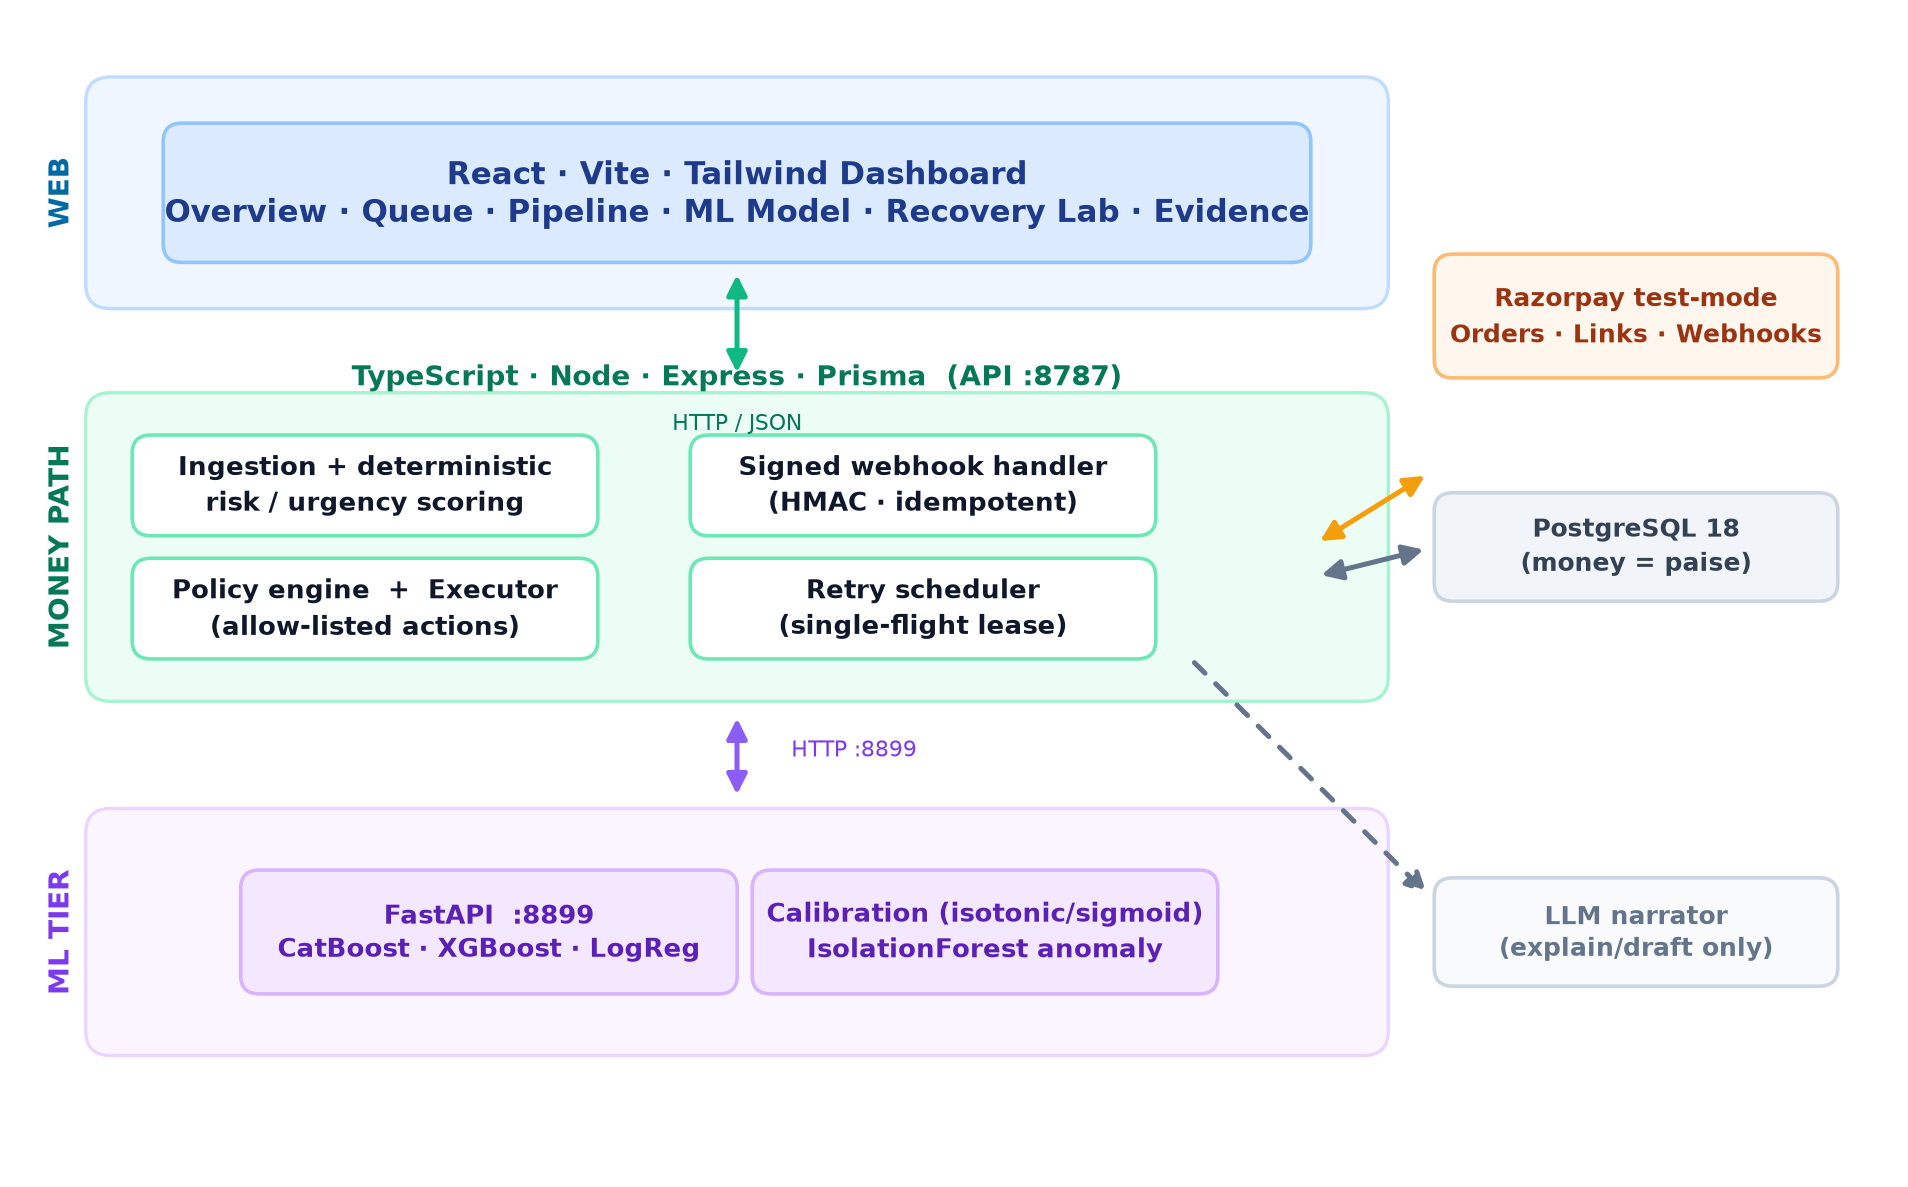 WEB
React · Vite · Tailwind Dashboard
Overview · Queue · Pipeline · ML Model · Recovery Lab · Evidence
Razorpay test-mode
Orders · Links · Webhooks
TypeScript · Node · Express · Prisma  (API :8787)
HTTP / JSON
MONEY PATH
Ingestion + deterministic
risk / urgency scoring
Signed webhook handler
(HMAC · idempotent)
Policy engine  +  Executor
(allow-listed actions)
Retry scheduler
(single-flight lease)
PostgreSQL 18
(money = paise)
HTTP :8899
ML TIER
FastAPI  :8899
CatBoost · XGBoost · LogReg
Calibration (isotonic/sigmoid)
IsolationForest anomaly
LLM narrator
(explain/draft only)